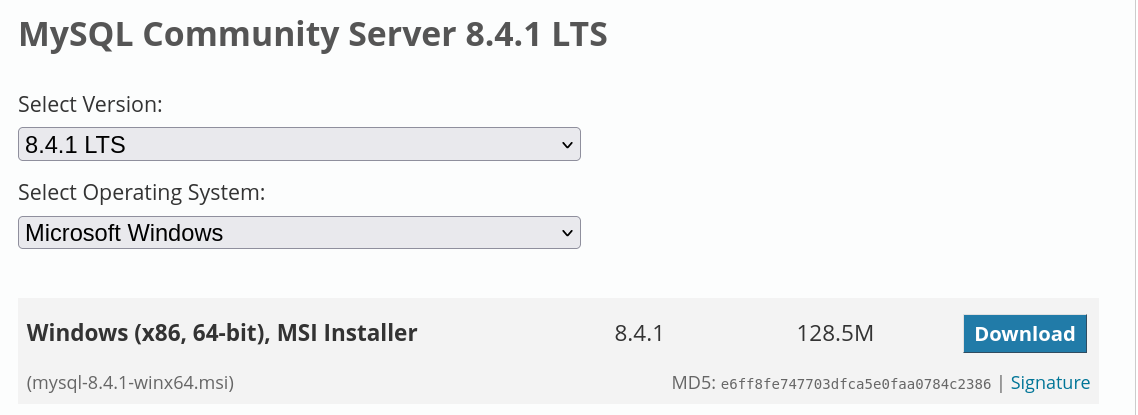 MySQL Community Server 8.4.1 LTS
Select Version:
8.4.1 LTS
Select Operating System:
Microsoft Windows
Windows (x86, 64-bit), MSI Installer 8.4.1 128.5M Download
(mysql-8.4.1-winx64.msi) MD5: e6ff8fe747703dfca5e0faa0784c2386 | Signature